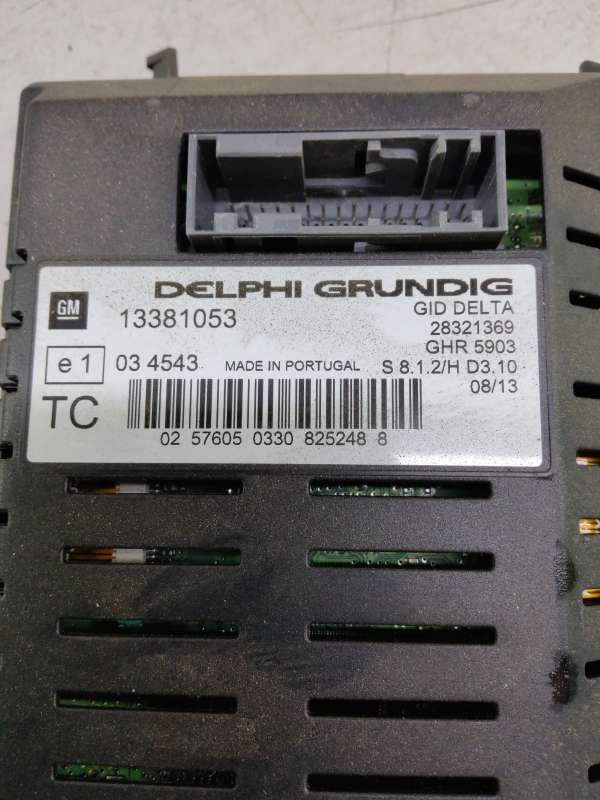 DELPHI GRUNDIG
GM 13381053 GID DELTA
28321369
GHR 5903
e1 03 4543 MADE IN PORTUGAL S 8.1.2/H D3.10
TC 08/13
02 57605 0330 825248 8